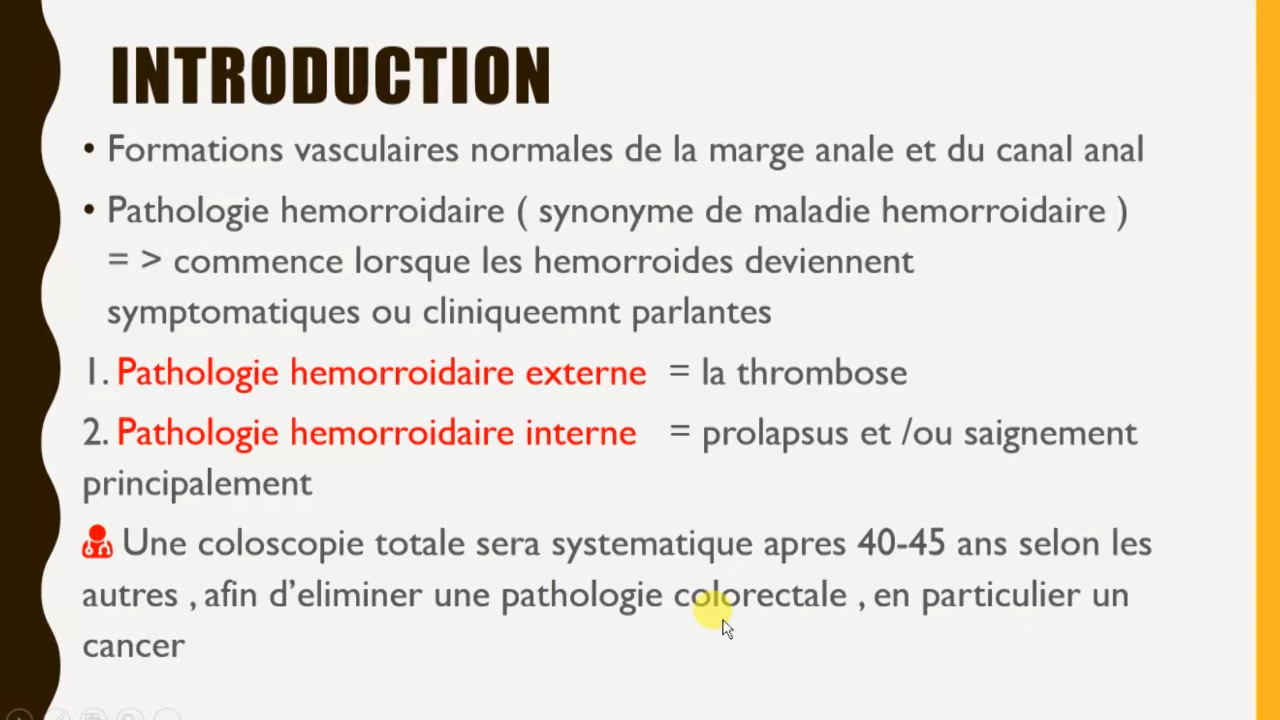 INTRODUCTION
• Formations vasculaires normales de la marge anale et du canal anal
• Pathologie hemorroidaire ( synonyme de maladie hemorroidaire )
= > commence lorsque les hemorroides deviennent
symptomatiques ou cliniqueemnt parlantes
1. Pathologie hemorroidaire externe = la thrombose
2. Pathologie hemorroidaire interne = prolapsus et /ou saignement
principalement
Une coloscopie totale sera systematique apres 40-45 ans selon les
autres , afin d’eliminer une pathologie colorectale , en particulier un
cancer